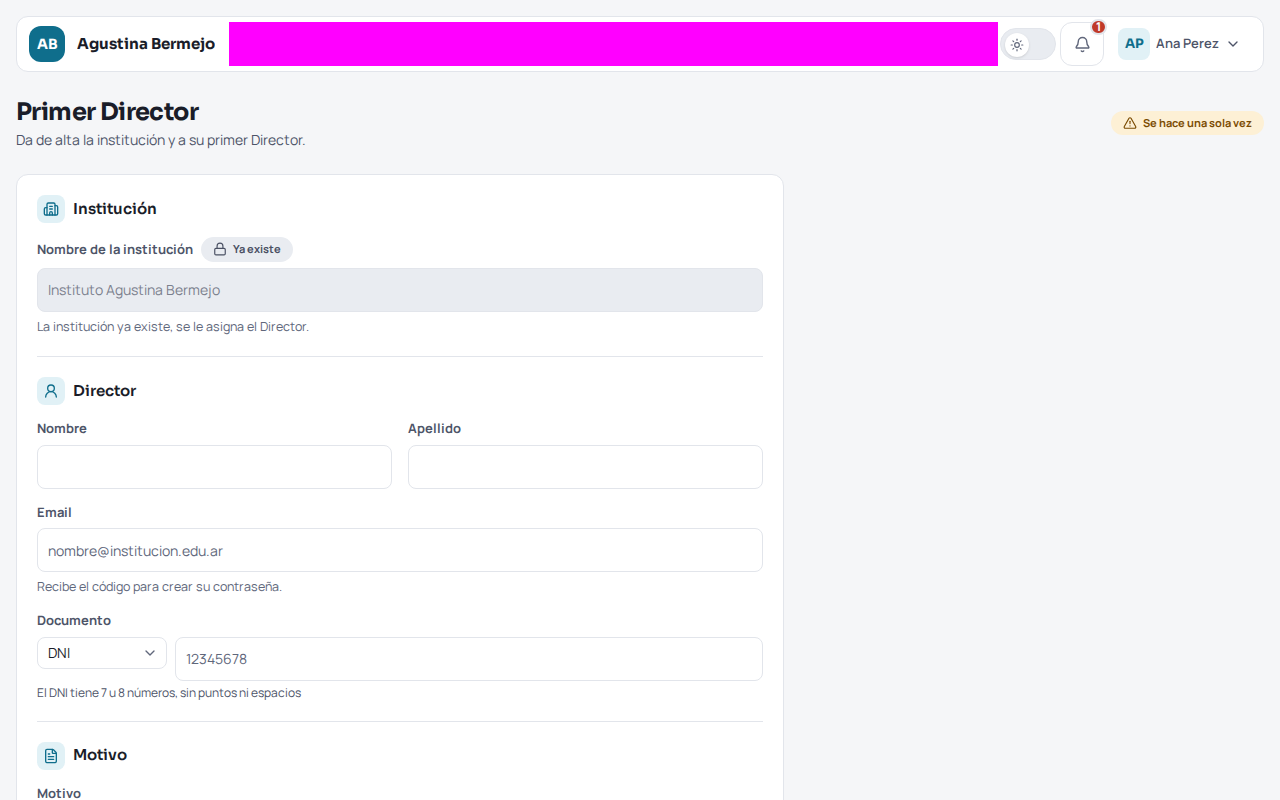 AB Agustina Bermejo 1 AP Ana Perez
Primer Director
Da de alta la institución y a su primer Director.
Se hace una sola vez
Institución
Nombre de la institución Ya existe
Instituto Agustina Bermejo
La institución ya existe, se le asigna el Director.
Director
Nombre Apellido
Email
nombre@institucion.edu.ar
Recibe el código para crear su contraseña.
Documento
DNI 12345678
El DNI tiene 7 u 8 números, sin puntos ni espacios
Motivo
Motivo